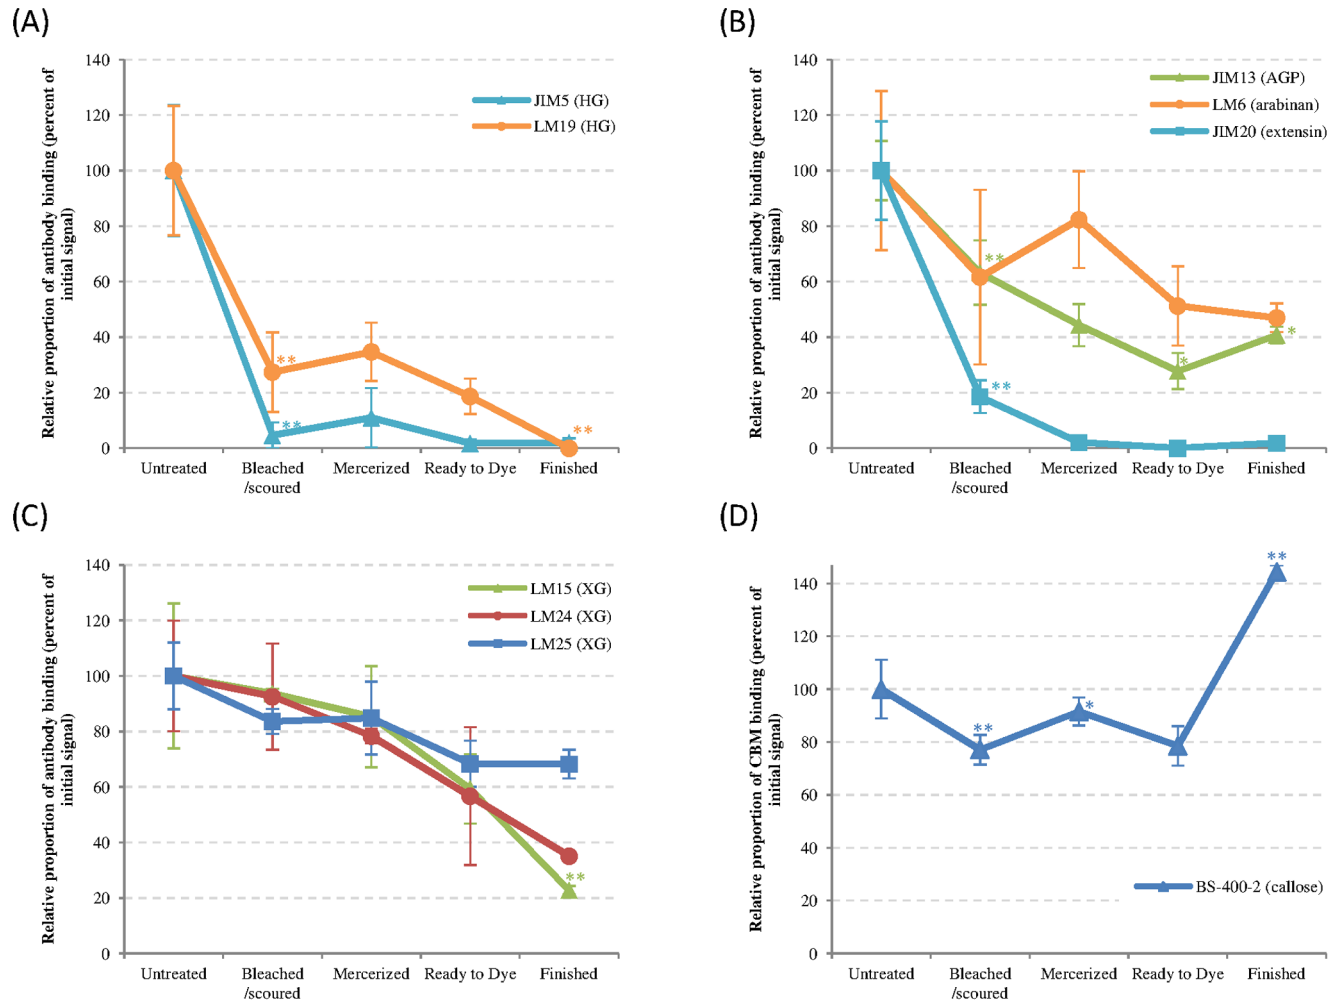 (A)
Relative proportion of antibody binding (percent of
initial signal)
140
120
100
80
60
40
20
0
JIM5 (HG)
LM19 (HG)
**
**
**
Untreated
Bleached
/scoured
Mercerized
Ready to Dye
Finished
(B)
Relative proportion of antibody binding (percent of
initial signal)
140
120
100
80
60
40
20
0
JIM13 (AGP)
LM6 (arabinan)
JIM20 (extensin)
**
**
*
*
Untreated
Bleached
/scoured
Mercerized
Ready to Dye
Finished
(C)
Relative proportion of antibody binding (percent of
initial signal)
140
120
100
80
60
40
20
0
LM15 (XG)
LM24 (XG)
LM25 (XG)
**
Untreated
Bleached
/scoured
Mercerized
Ready to Dye
Finished
(D)
Relative proportion of CBM binding (percent of
initial signal)
140
120
100
80
60
40
20
0
**
*
**
BS-400-2 (callose)
Untreated
Bleached
/scoured
Mercerized
Ready to Dye
Finished